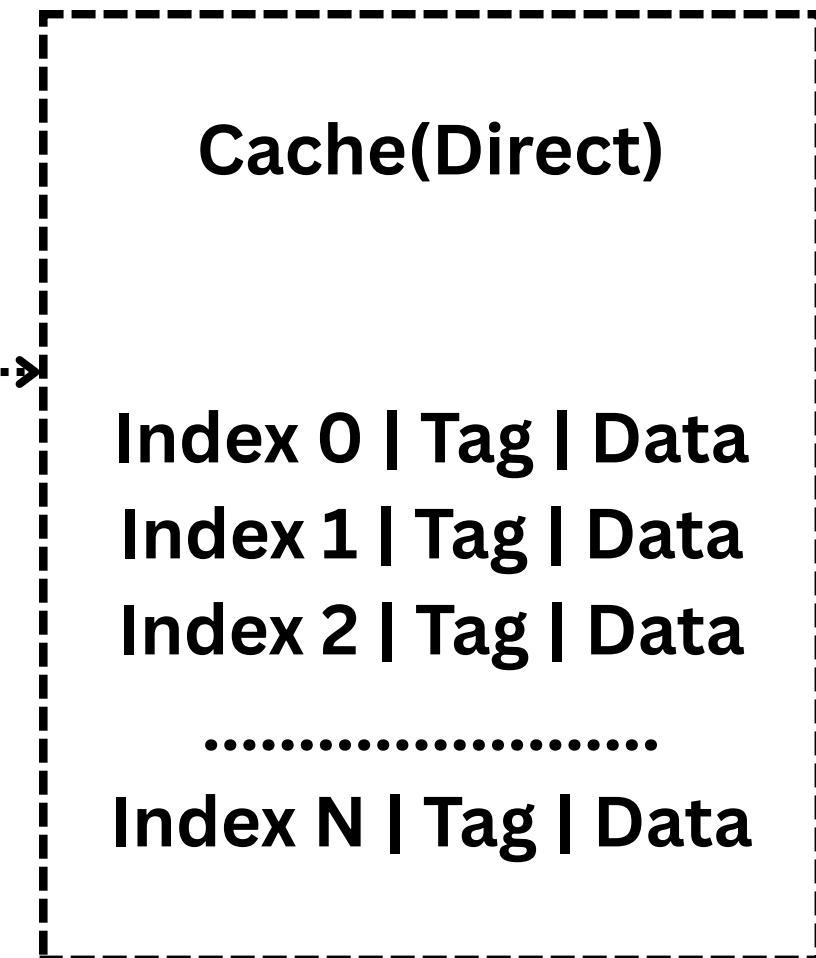 Cache(Direct)
Index 0 | Tag | Data
Index 1 | Tag | Data
Index 2 | Tag | Data
........................
Index N | Tag | Data